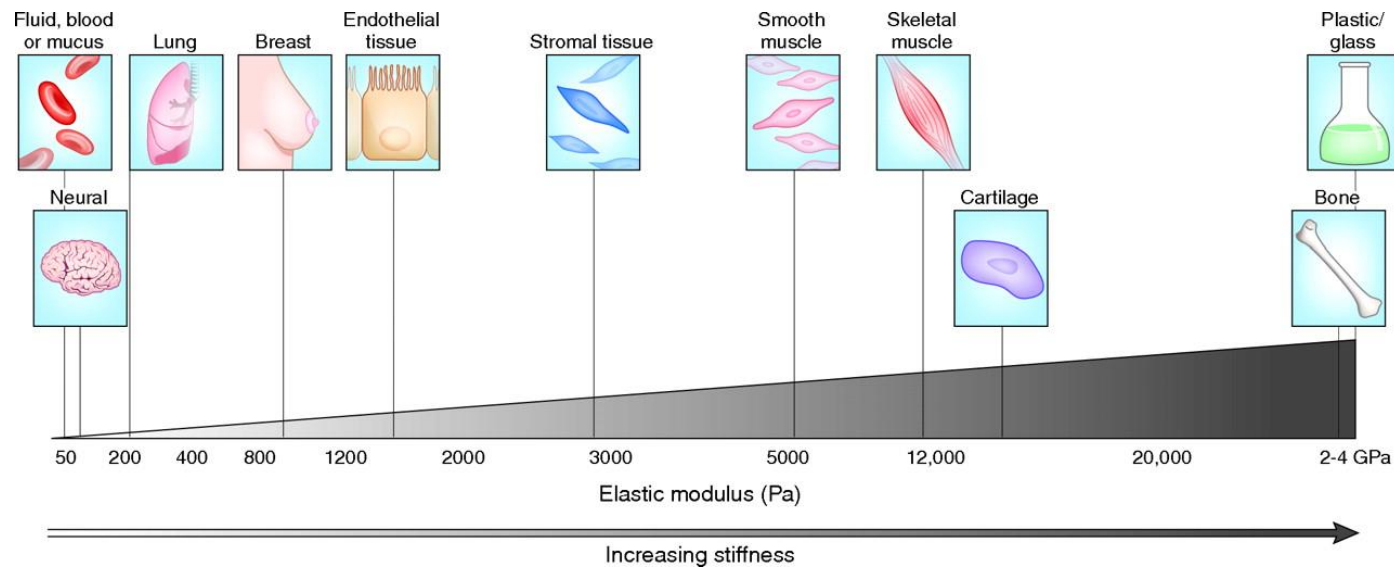 Fluid, blood
or mucus
Lung
Breast
Endothelial
tissue
Stromal tissue
Smooth
muscle
Skeletal
muscle
Plastic/
glass
Neural
Cartilage
Bone
50 200 400 800 1200 2000 3000 5000 12,000 20,000 2-4 GPa
Elastic modulus (Pa)
Increasing stiffness